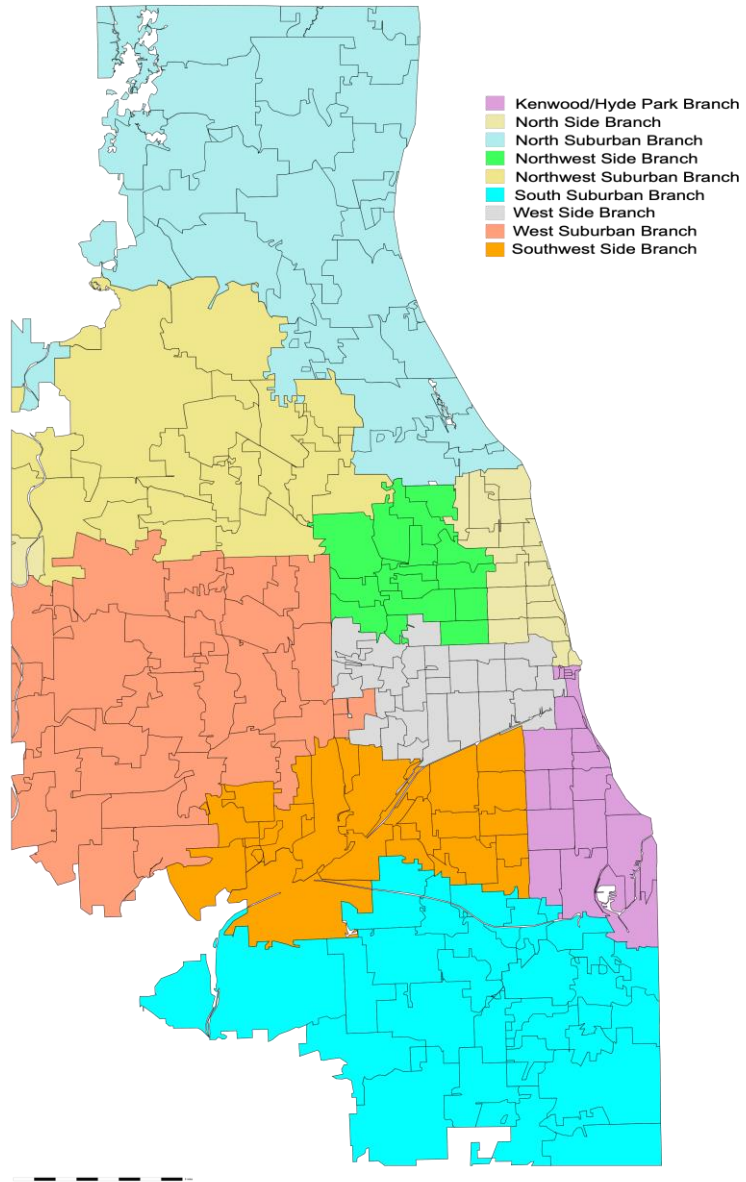 Kenwood/Hyde Park Branch
North Side Branch
North Suburban Branch
Northwest Side Branch
Northwest Suburban Branch
South Suburban Branch
West Side Branch
West Suburban Branch
Southwest Side Branch